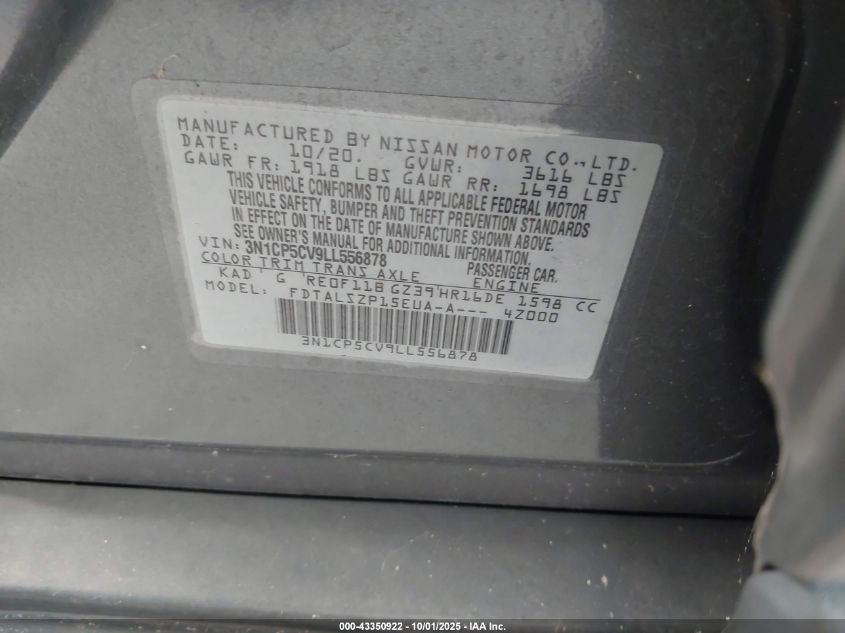 MANUFACTURED BY NISSAN MOTOR CO., LTD.
DATE: 10/20. GVWR: 3616 LBS
GAWR FR: 1918 LBS GAWR RR: 1698 LBS
THIS VEHICLE CONFORMS TO ALL APPLICABLE FEDERAL MOTOR
VEHICLE SAFETY, BUMPER AND THEFT PREVENTION STANDARDS
IN EFFECT ON THE DATE OF MANUFACTURE SHOWN ABOVE.
SEE OWNER'S MANUAL FOR ADDITIONAL INFORMATION.
VIN: 3N1CP5CV9LL556878 PASSENGER CAR.
COLOR TRIM TRANS AXLE ENGINE
KAD ' G 'RE0F11B GZ39'HR16DE 1598 CC
MODEL: FDTALSZP15EUA-A--- 4Z000
3N1CP5CV9LL556878
000-43350922 - 10/01/2025 - IAA Inc.